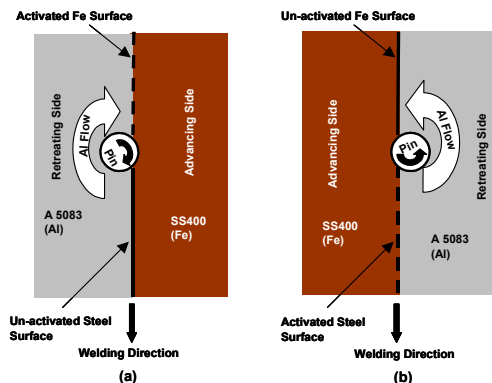 Activated Fe Surface
Retreating Side
Al Flow
Pin
Advancing Side
A 5083
(Al)
SS400
(Fe)
Un-activated Steel
Surface
Welding Direction
(a)
Un-activated Fe Surface
Advancing Side
Pin
Al Flow
Retreating Side
SS400
(Fe)
A 5083
(Al)
Activated Steel
Surface
Welding Direction
(b)